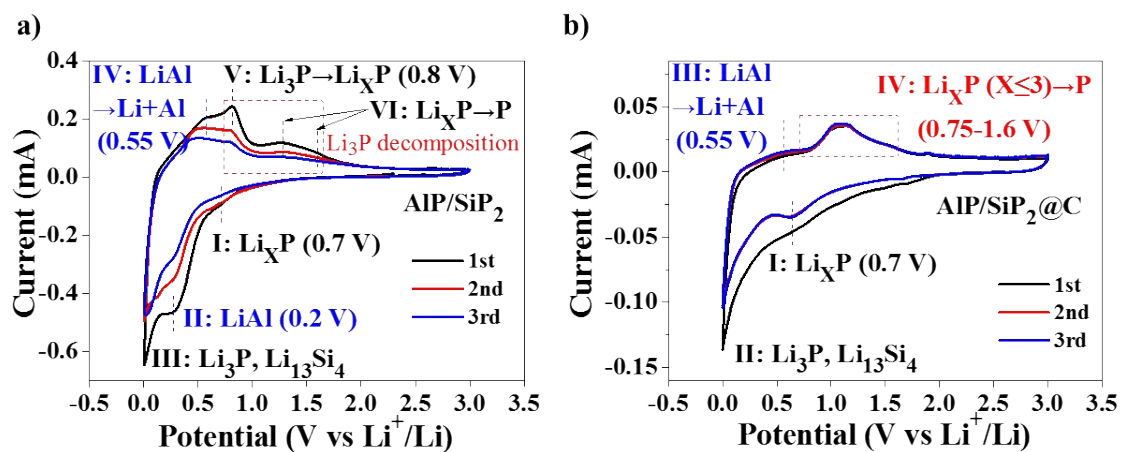 a)
IV: LiAl
→Li+Al
(0.55 V)
V: Li₃P→LiₓP (0.8 V)
VI: LiₓP→P
Li₃P decomposition
AlP/SiP₂
I: LiₓP (0.7 V)
II: LiAl (0.2 V)
III: Li₃P, Li₁₃Si₄
1st
2nd
3rd
0.4
0.2
0.0
-0.2
-0.4
-0.6
Current (mA)
-0.5 0.0 0.5 1.0 1.5 2.0 2.5 3.0 3.5
Potential (V vs Li⁺/Li)
b)
III: LiAl
→Li+Al
(0.55 V)
IV: LiₓP (X≤3)→P
(0.75-1.6 V)
AlP/SiP₂@C
I: LiₓP (0.7 V)
II: Li₃P, Li₁₃Si₄
1st
2nd
3rd
0.05
0.00
-0.05
-0.10
-0.15
Current (mA)
-0.5 0.0 0.5 1.0 1.5 2.0 2.5 3.0 3.5
Potential (V vs Li⁺/Li)